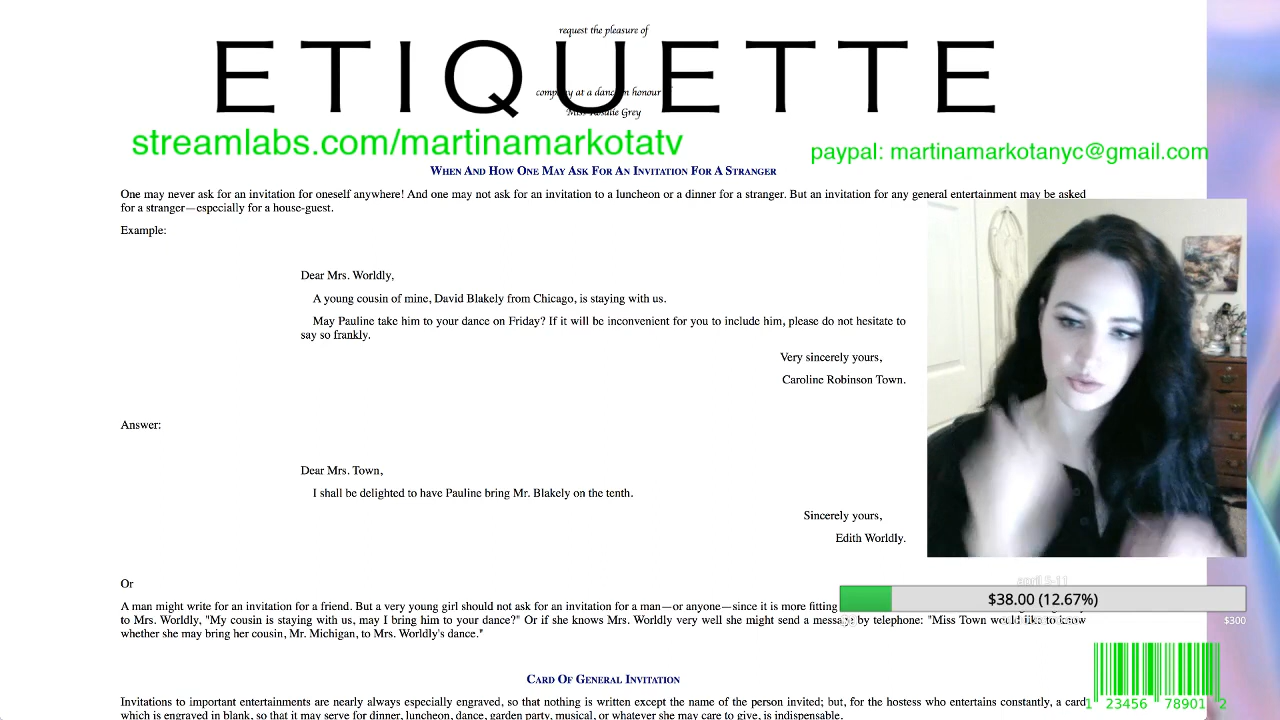 request the pleasure of
ETIQUETTE
company at a dance in honour of
Miss Rosalie Grey
streamlabs.com/martinamarkotatv
paypal: martinamarkotanyc@gmail.com
When And How One May Ask For An Invitation For A Stranger
One may never ask for an invitation for oneself anywhere! And one may not ask for an invitation to a luncheon or a dinner for a stranger. But an invitation for any general entertainment may be asked
for a stranger—especially for a house-guest.
Example:
Dear Mrs. Worldly,
A young cousin of mine, David Blakely from Chicago, is staying with us.
May Pauline take him to your dance on Friday? If it will be inconvenient for you to include him, please do not hesitate to
say so frankly.
Very sincerely yours,
Caroline Robinson Town.
Answer:
Dear Mrs. Town,
I shall be delighted to have Pauline bring Mr. Blakely on the tenth.
Sincerely yours,
Edith Worldly.
Or
april 5-11
A man might write for an invitation for a friend. But a very young girl should not ask for an invitation for a man—or anyone—since it is more fitting
$38.00 (12.67%)
to Mrs. Worldly, "My cousin is staying with us, may I bring him to your dance?" Or if she knows Mrs. Worldly very well she might send a message by telephone: "Miss Town would like to know
$300
whether she may bring her cousin, Mr. Michigan, to Mrs. Worldly's dance."
Card Of General Invitation
Invitations to important entertainments are nearly always especially engraved, so that nothing is written except the name of the person invited; but, for the hostess who entertains constantly, a card
which is engraved in blank, so that it may serve for dinner, luncheon, dance, garden party, musical, or whatever she may care to give, is indispensable.
1 23456 78901 2